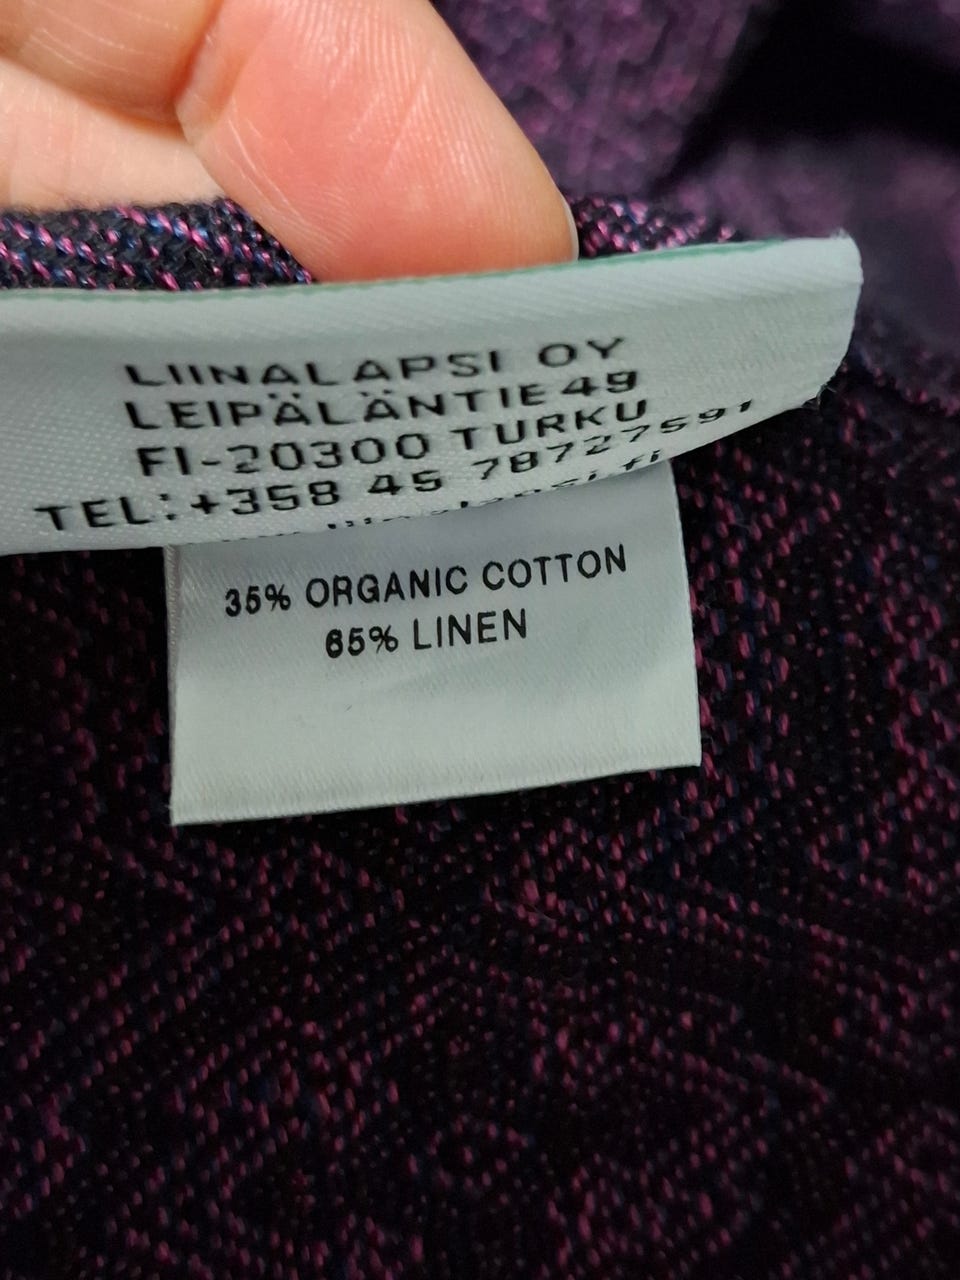 LIINALAPSI OY
LEIPÄLÄNTIE 49
FI-20300 TURKU
TEL:+358 45 78727591
35% ORGANIC COTTON
65% LINEN